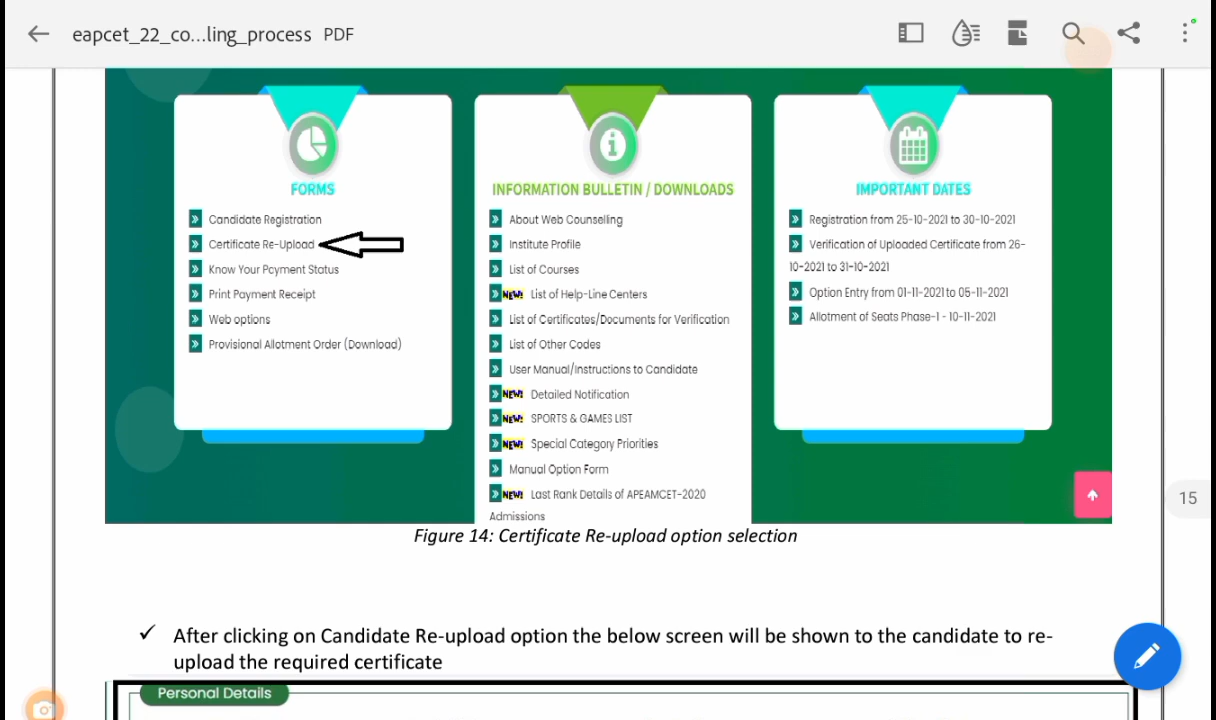 eapcet_22_co...ling_process PDF
FORMS
Candidate Registration
Certificate Re-Upload
Know Your Pcyment Status
Print Payment Receipt
Web options
Provisional Allotment Order (Download)
INFORMATION BULLETIN / DOWNLOADS
About Web Counselling
Institute Profile
List of Courses
NEW! List of Help-Line Centers
List of Certificates/Documents for Verification
List of Other Codes
User Manual/Instructions to Candidate
NEW! Detailed Notification
NEW! SPORTS & GAMES LIST
NEW! Special Category Priorities
Manual Option Form
NEW! Last Rank Details of APEAMCET-2020
Admissions
IMPORTANT DATES
Registration from 25-10-2021 to 30-10-2021
Verification of Uploaded Certificate from 26-
10-2021 to 31-10-2021
Option Entry from 01-11-2021 to 05-11-2021
Allotment of Seats Phase-I - 10-11-2021
15
Figure 14: Certificate Re-upload option selection
✓ After clicking on Candidate Re-upload option the below screen will be shown to the candidate to re-
upload the required certificate
Personal Details